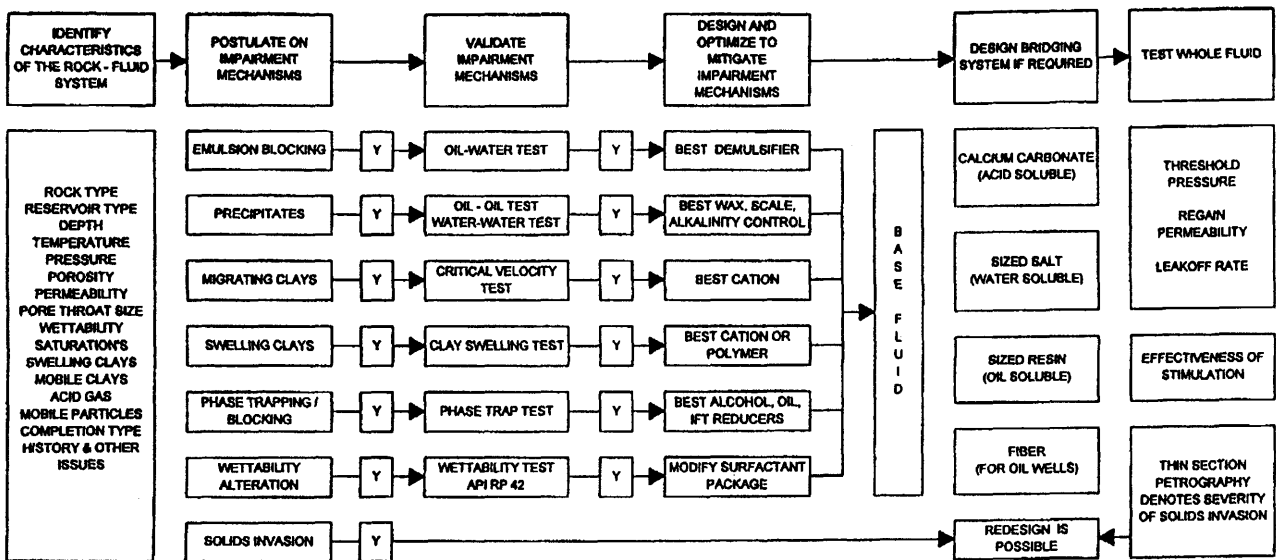 IDENTIFY
CHARACTERISTICS
OF THE ROCK - FLUID
SYSTEM
POSTULATE ON
IMPAIRMENT
MECHANISMS
VALIDATE
IMPAIRMENT
MECHANISMS
DESIGN AND
OPTIMIZE TO
MITIGATE
IMPAIRMENT
MECHANISMS
DESIGN BRIDGING
SYSTEM IF REQUIRED
TEST WHOLE FLUID
ROCK TYPE
RESERVOIR TYPE
DEPTH
TEMPERATURE
PRESSURE
POROSITY
PERMEABILITY
PORE THROAT SIZE
WETTABILITY
SATURATION'S
SWELLING CLAYS
MOBILE CLAYS
ACID GAS
MOBILE PARTICLES
COMPLETION TYPE
HISTORY & OTHER
ISSUES
EMULSION BLOCKING
Y
OIL-WATER TEST
Y
BEST DEMULSIFIER
PRECIPITATES
Y
OIL - OIL TEST
WATER-WATER TEST
Y
BEST WAX, SCALE,
ALKALINITY CONTROL
MIGRATING CLAYS
Y
CRITICAL VELOCITY
TEST
Y
BEST CATION
SWELLING CLAYS
Y
CLAY SWELLING TEST
Y
BEST CATION OR
POLYMER
PHASE TRAPPING /
BLOCKING
Y
PHASE TRAP TEST
Y
BEST ALCOHOL, OIL,
IFT REDUCERS
WETTABILITY
ALTERATION
Y
WETTABILITY TEST
API RP 42
Y
MODIFY SURFACTANT
PACKAGE
SOLIDS INVASION
Y
BASE FLUID
CALCIUM CARBONATE
(ACID SOLUBLE)
SIZED SALT
(WATER SOLUBLE)
SIZED RESIN
(OIL SOLUBLE)
FIBER
(FOR OIL WELLS)
REDESIGN IS
POSSIBLE
THRESHOLD
PRESSURE
REGAIN
PERMEABILITY
LEAKOFF RATE
EFFECTIVENESS OF
STIMULATION
THIN SECTION
PETROGRAPHY
DENOTES SEVERITY
OF SOLIDS INVASION